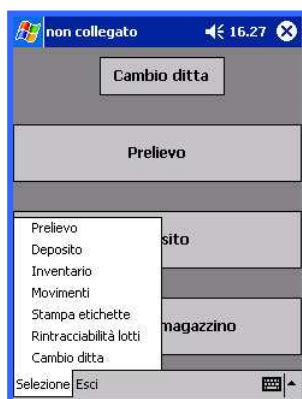 non collegato 16.27
Cambio ditta
Prelievo
sito
magazzino
Prelievo
Deposito
Inventario
Movimenti
Stampa etichette
Rintracciabilità lotti
Cambio ditta
Selezione Esci